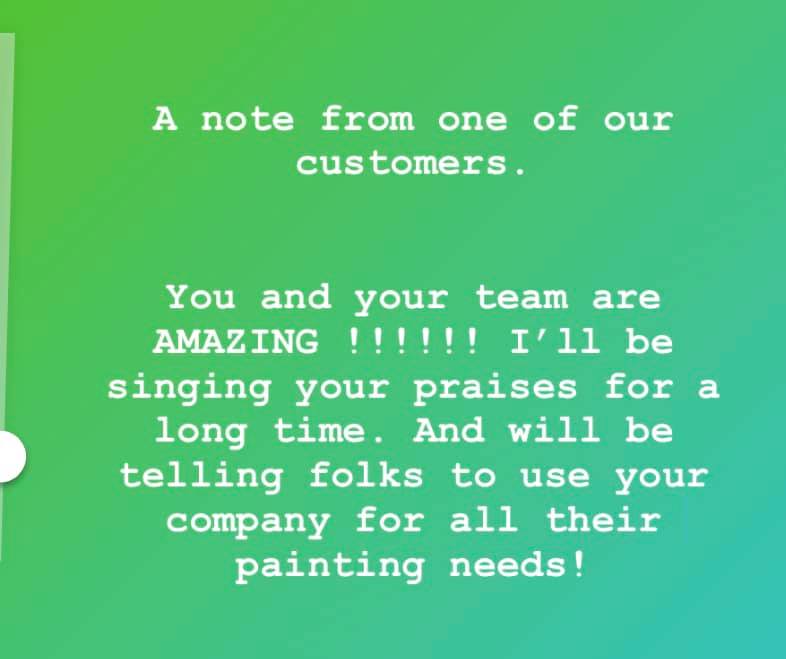 A note from one of our
customers.
You and your team are
AMAZING !!!!!! I’ll be
singing your praises for a
long time. And will be
telling folks to use your
company for all their
painting needs!